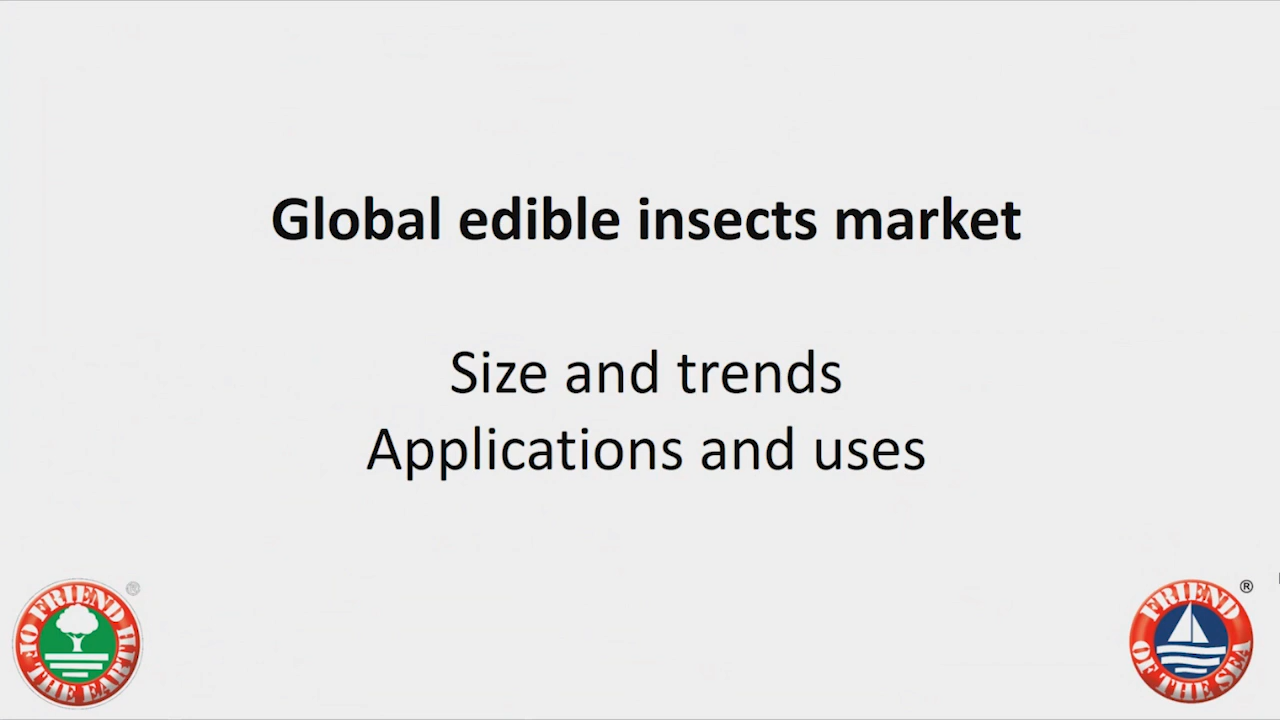 Global edible insects market
Size and trends
Applications and uses
FRIEND OF THE EARTH
®
FRIEND OF THE SEA
®